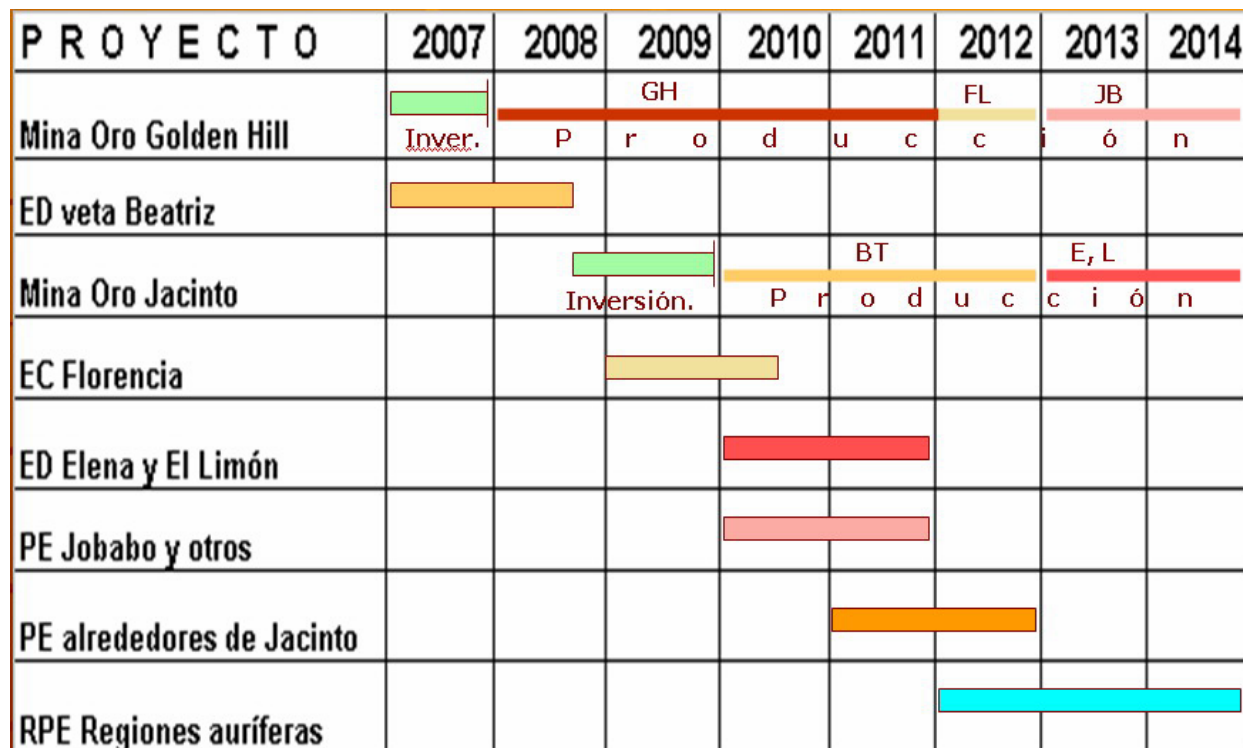 P R O Y E C T O 2007 2008 2009 2010 2011 2012 2013 2014
GH FL JB
Mina Oro Golden Hill Inver. P r o d u c c i ó n
ED veta Beatriz
BT E, L
Mina Oro Jacinto Inversión. P r o d u c c i ó n
EC Florencia
ED Elena y El Limón
PE Jobabo y otros
PE alrededores de Jacinto
RPE Regiones auríferas